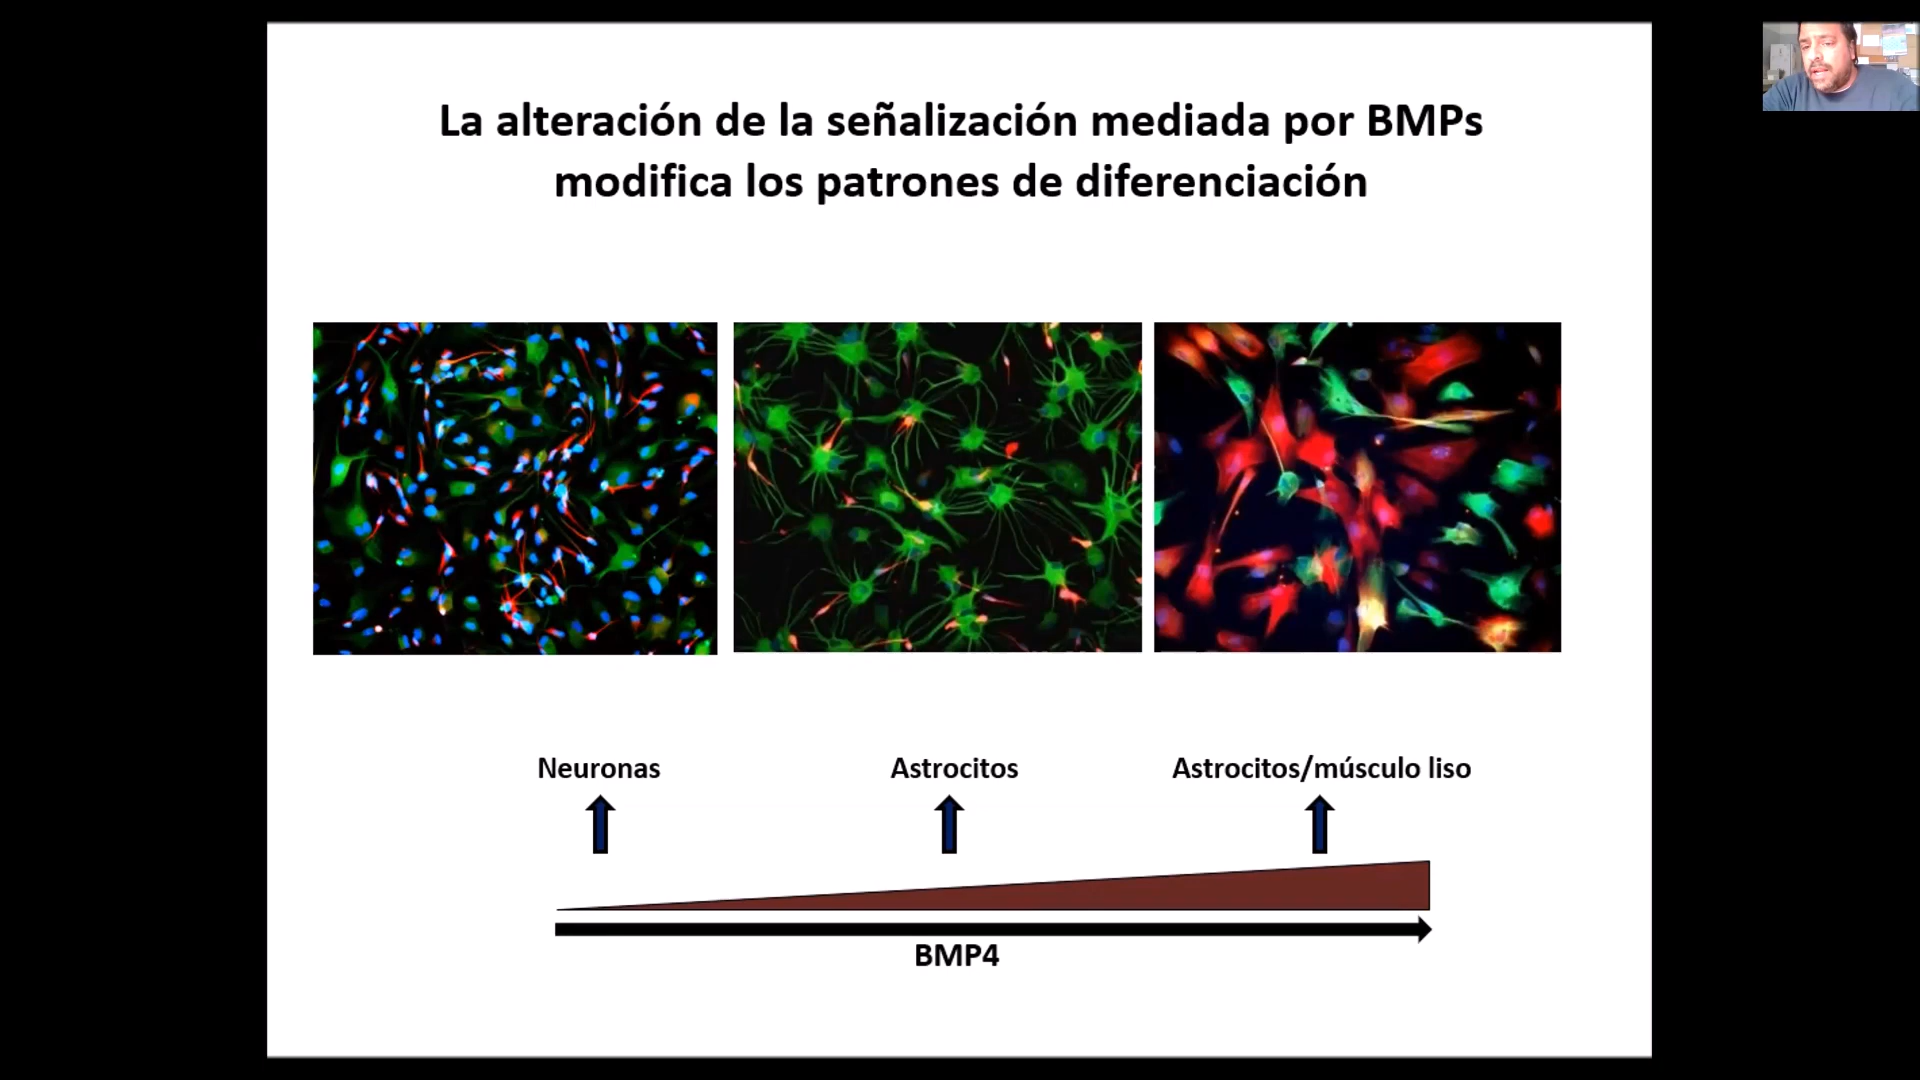 La alteración de la señalización mediada por BMPs
modifica los patrones de diferenciación
Neuronas
Astrocitos
Astrocitos/músculo liso
BMP4